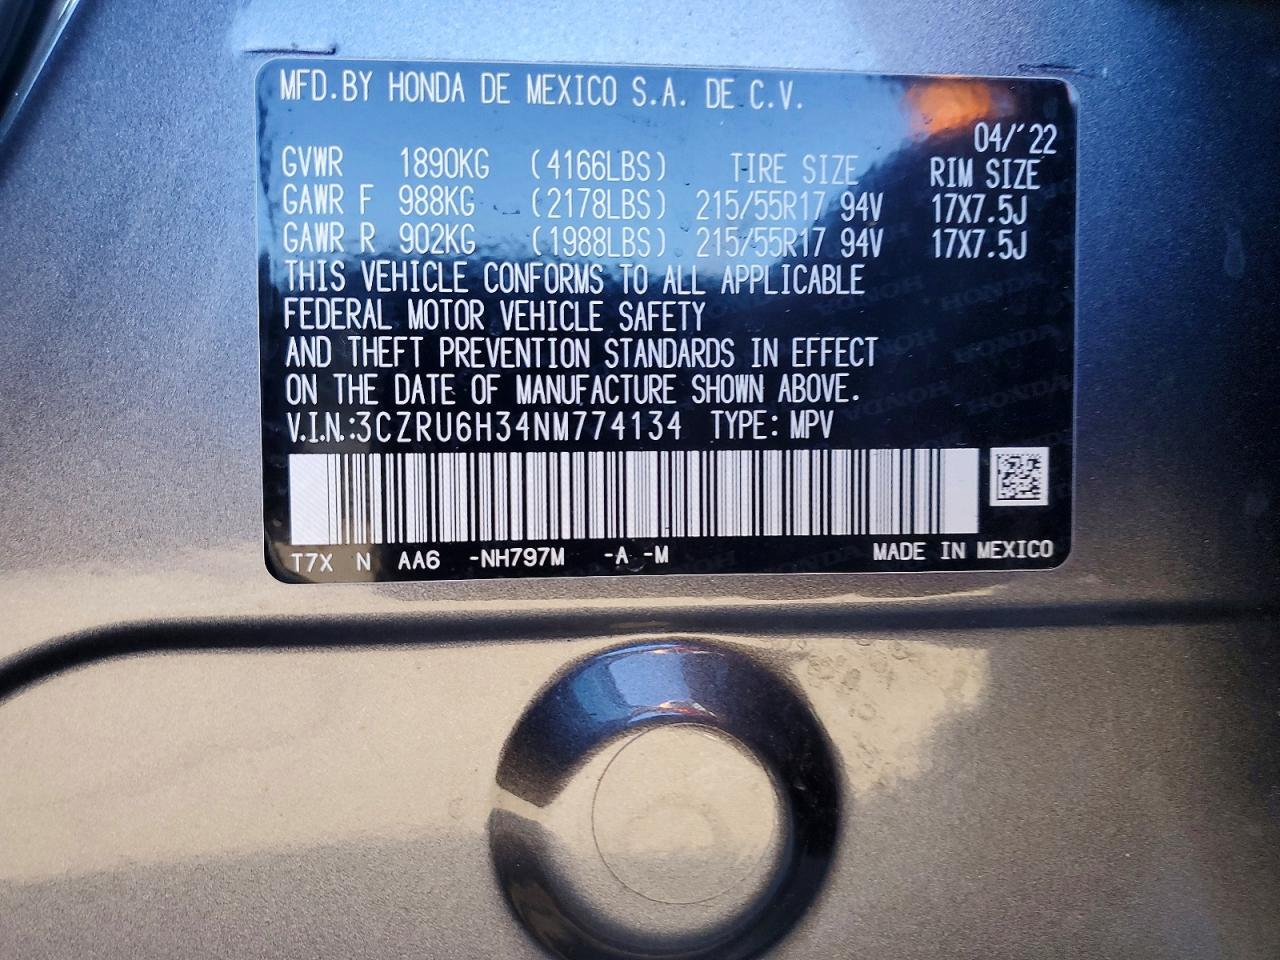 MFD.BY HONDA DE MEXICO S.A. DE C.V.
04/'22
GVWR 1890KG (4166LBS) TIRE SIZE RIM SIZE
GAWR F 988KG (2178LBS) 215/55R17 94V 17X7.5J
GAWR R 902KG (1988LBS) 215/55R17 94V 17X7.5J
THIS VEHICLE CONFORMS TO ALL APPLICABLE
FEDERAL MOTOR VEHICLE SAFETY
AND THEFT PREVENTION STANDARDS IN EFFECT
ON THE DATE OF MANUFACTURE SHOWN ABOVE.
V.I.N.:3CZRU6H34NM774134 TYPE: MPV
T7X N AA6 -NH797M -A -M MADE IN MEXICO